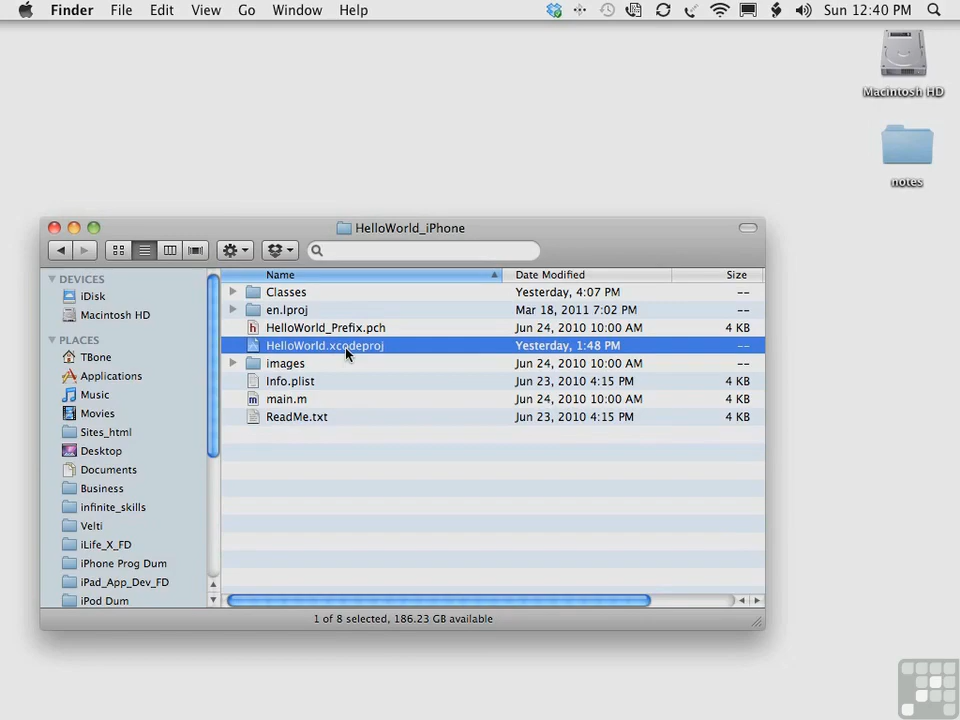 Finder File Edit View Go Window Help Sun 12:40 PM
Macintosh HD
notes
HelloWorld_iPhone
Name Date Modified Size
DEVICES
iDisk
Macintosh HD
PLACES
TBone
Applications
Music
Movies
Sites_html
Desktop
Documents
Business
infinite_skills
Velti
iLife_X_FD
iPhone Prog Dum
iPad_App_Dev_FD
iPod Dum
Classes Yesterday, 4:07 PM --
en.lproj Mar 18, 2011 7:02 PM --
h HelloWorld_Prefix.pch Jun 24, 2010 10:00 AM 4 KB
HelloWorld.xcodeproj Yesterday, 1:48 PM --
images Jun 24, 2010 10:00 AM --
Info.plist Jun 23, 2010 4:15 PM 4 KB
m main.m Jun 24, 2010 10:00 AM 4 KB
ReadMe.txt Jun 23, 2010 4:15 PM 4 KB
1 of 8 selected, 186.23 GB available